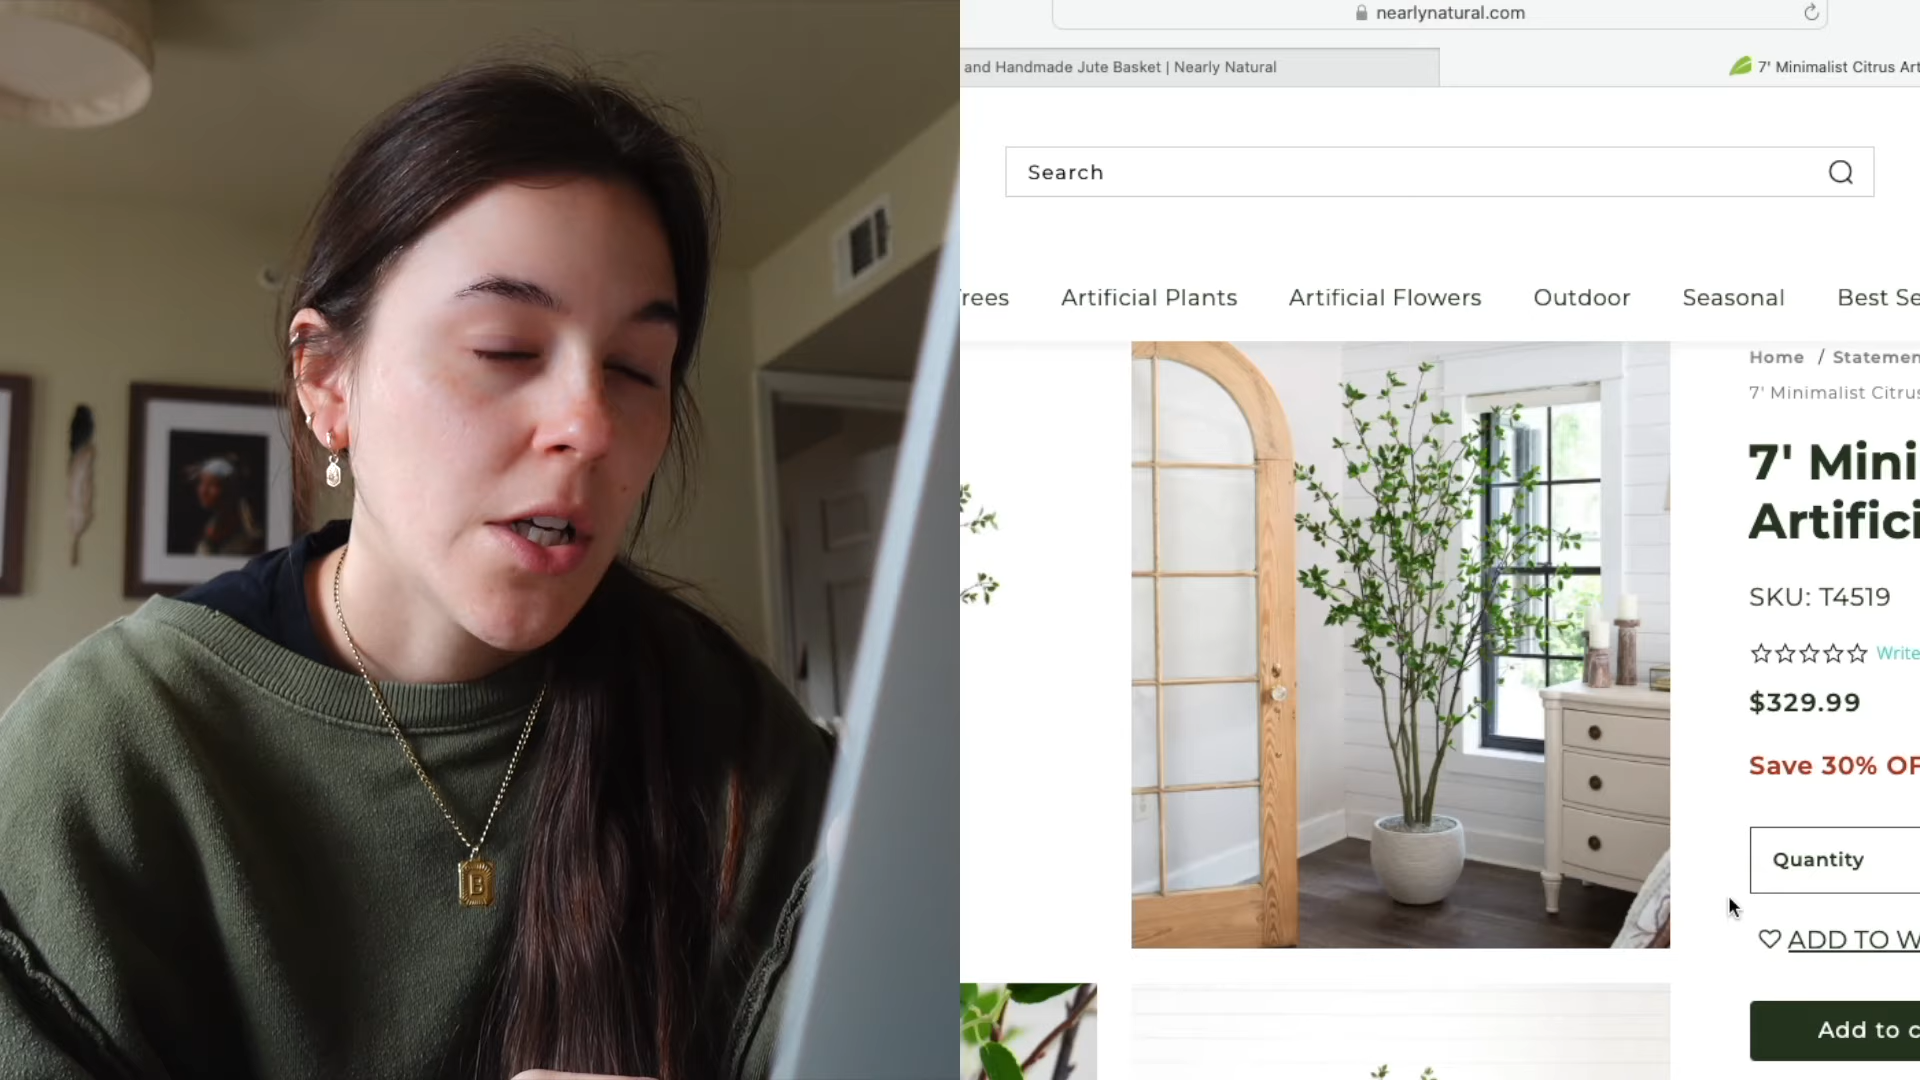 nearlynatural.com
and Handmade Jute Basket | Nearly Natural
7' Minimalist Citrus Art
Search
Trees Artificial Plants Artificial Flowers Outdoor Seasonal Best Se
Home / Statemen
7' Minimalist Citrus
7' Mini
Artifici
SKU: T4519
Write
$329.99
Save 30% OF
Quantity
ADD TO W
Add to c
B